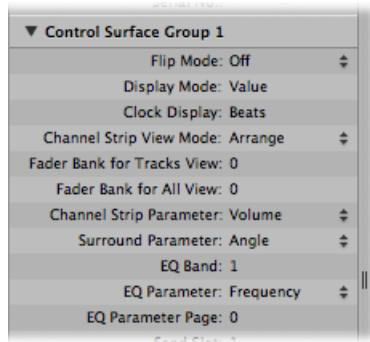 Control Surface Group 1
Flip Mode: Off
Display Mode: Value
Clock Display: Beats
Channel Strip View Mode: Arrange
Fader Bank for Tracks View: 0
Fader Bank for All View: 0
Channel Strip Parameter: Volume
Surround Parameter: Angle
EQ Band: 1
EQ Parameter: Frequency
EQ Parameter Page: 0